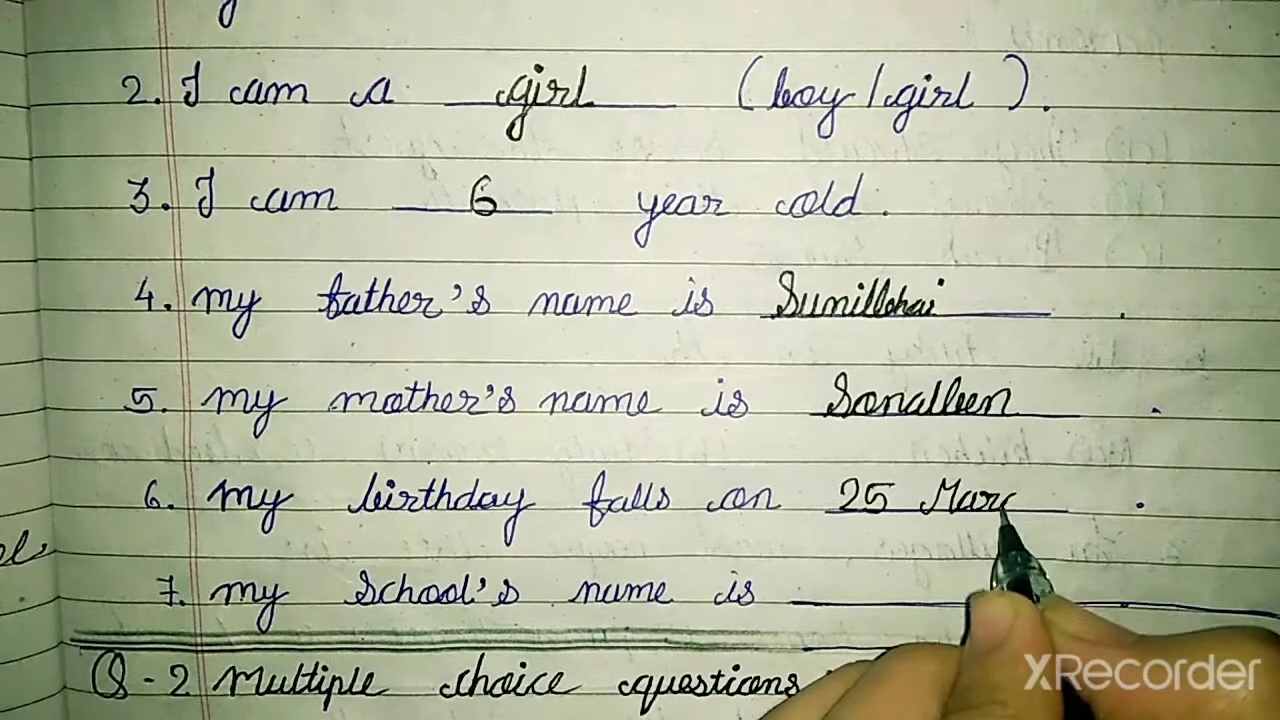 2. I am a girl (boy/girl).
3. I am 6 year old.
4. my father's name is Sunilbhai .
5. my mother's name is Sonalben .
6. my birthday falls on 25 Marc .
7. my School's name is
Q-2 Multiple choice questions
XRecorder